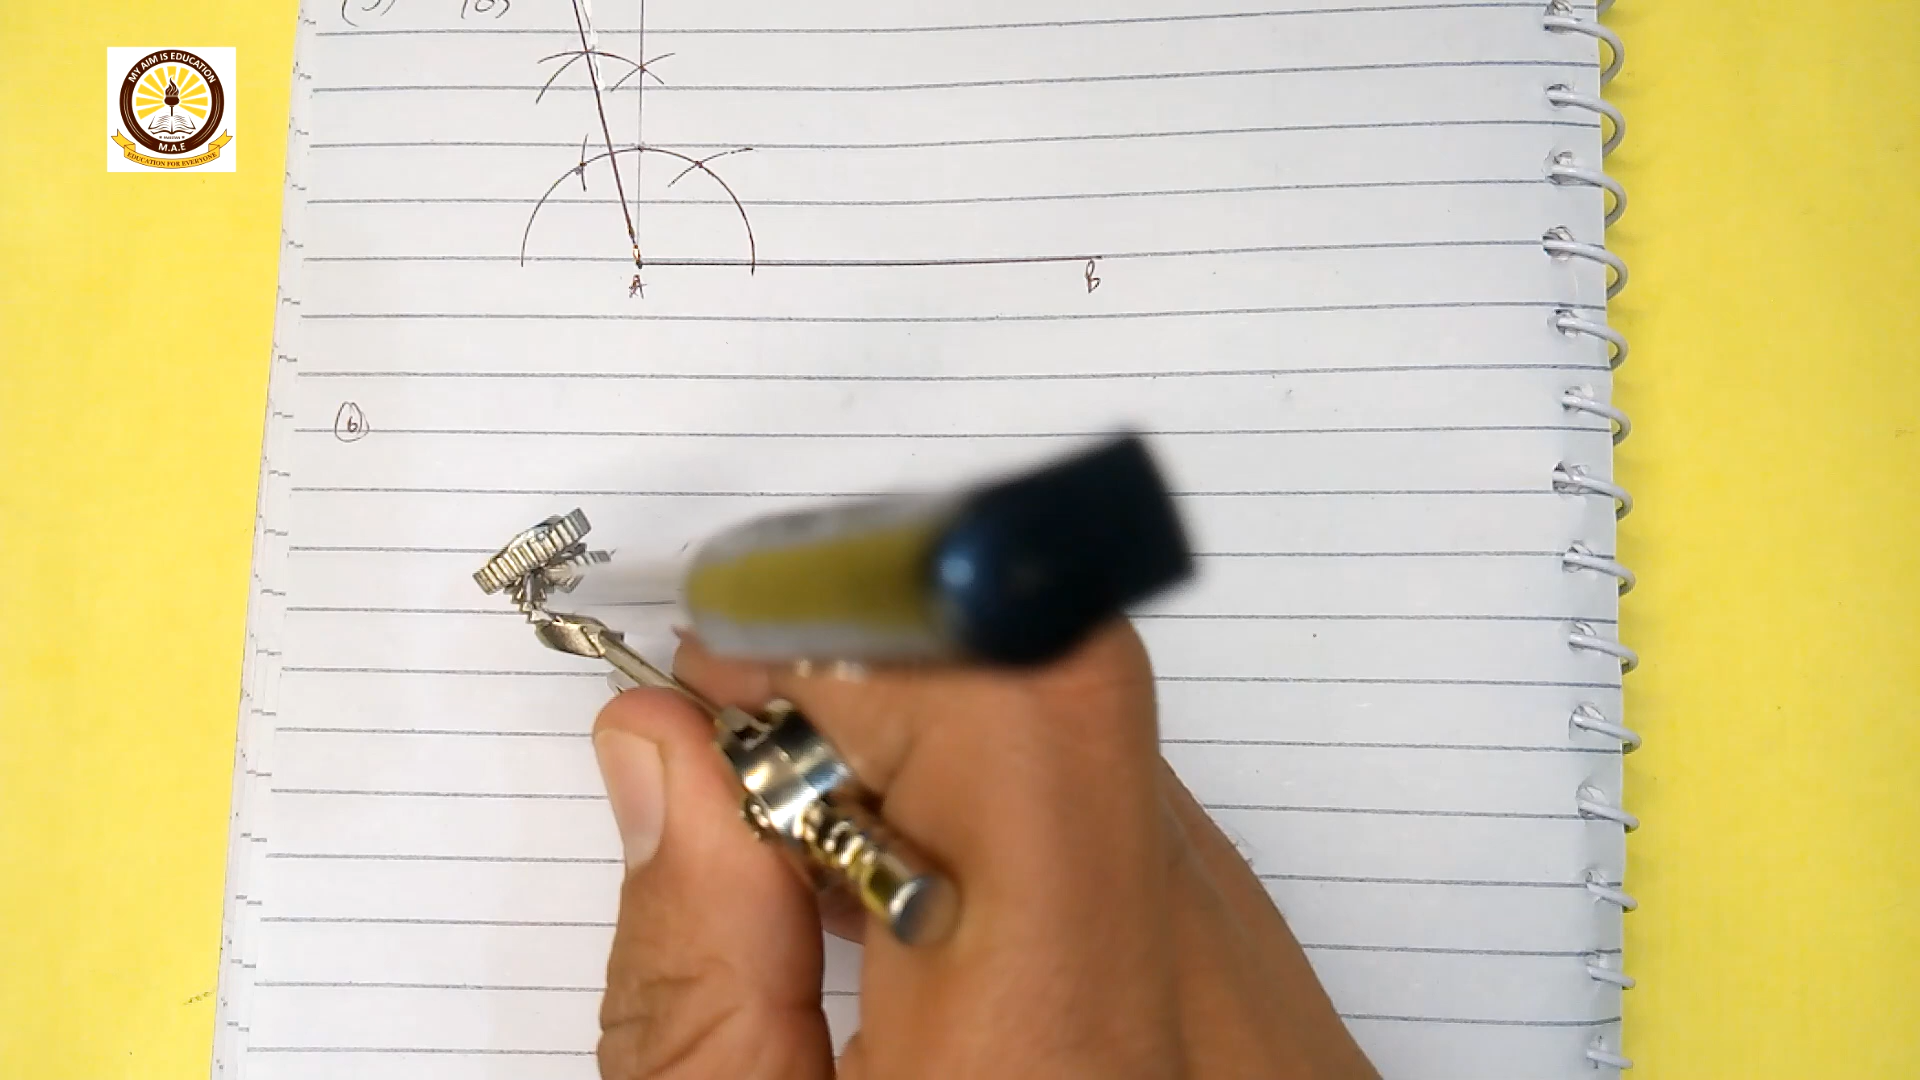 MY AIM IS EDUCATION
M.A.E
EDUCATION FOR EVERYONE
A
B
6